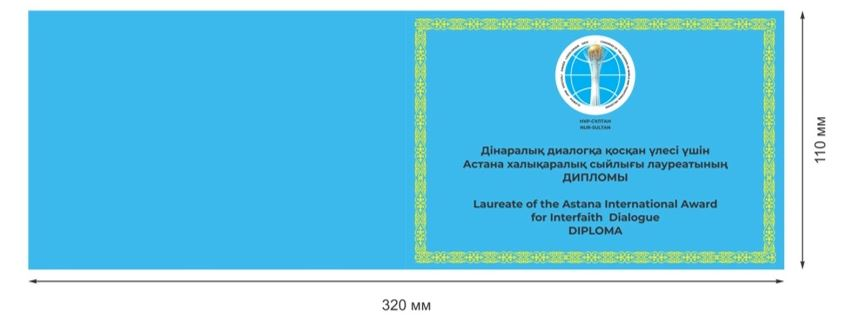 НҰР-СҰЛТАН
NUR-SULTAN
Дінаралық диалогқа қосқан үлесі үшін
Астана халықаралық сыйлығы лауреатының
ДИПЛОМЫ
Laureate of the Astana International Award
for Interfaith Dialogue
DIPLOMA
110 мм
320 мм